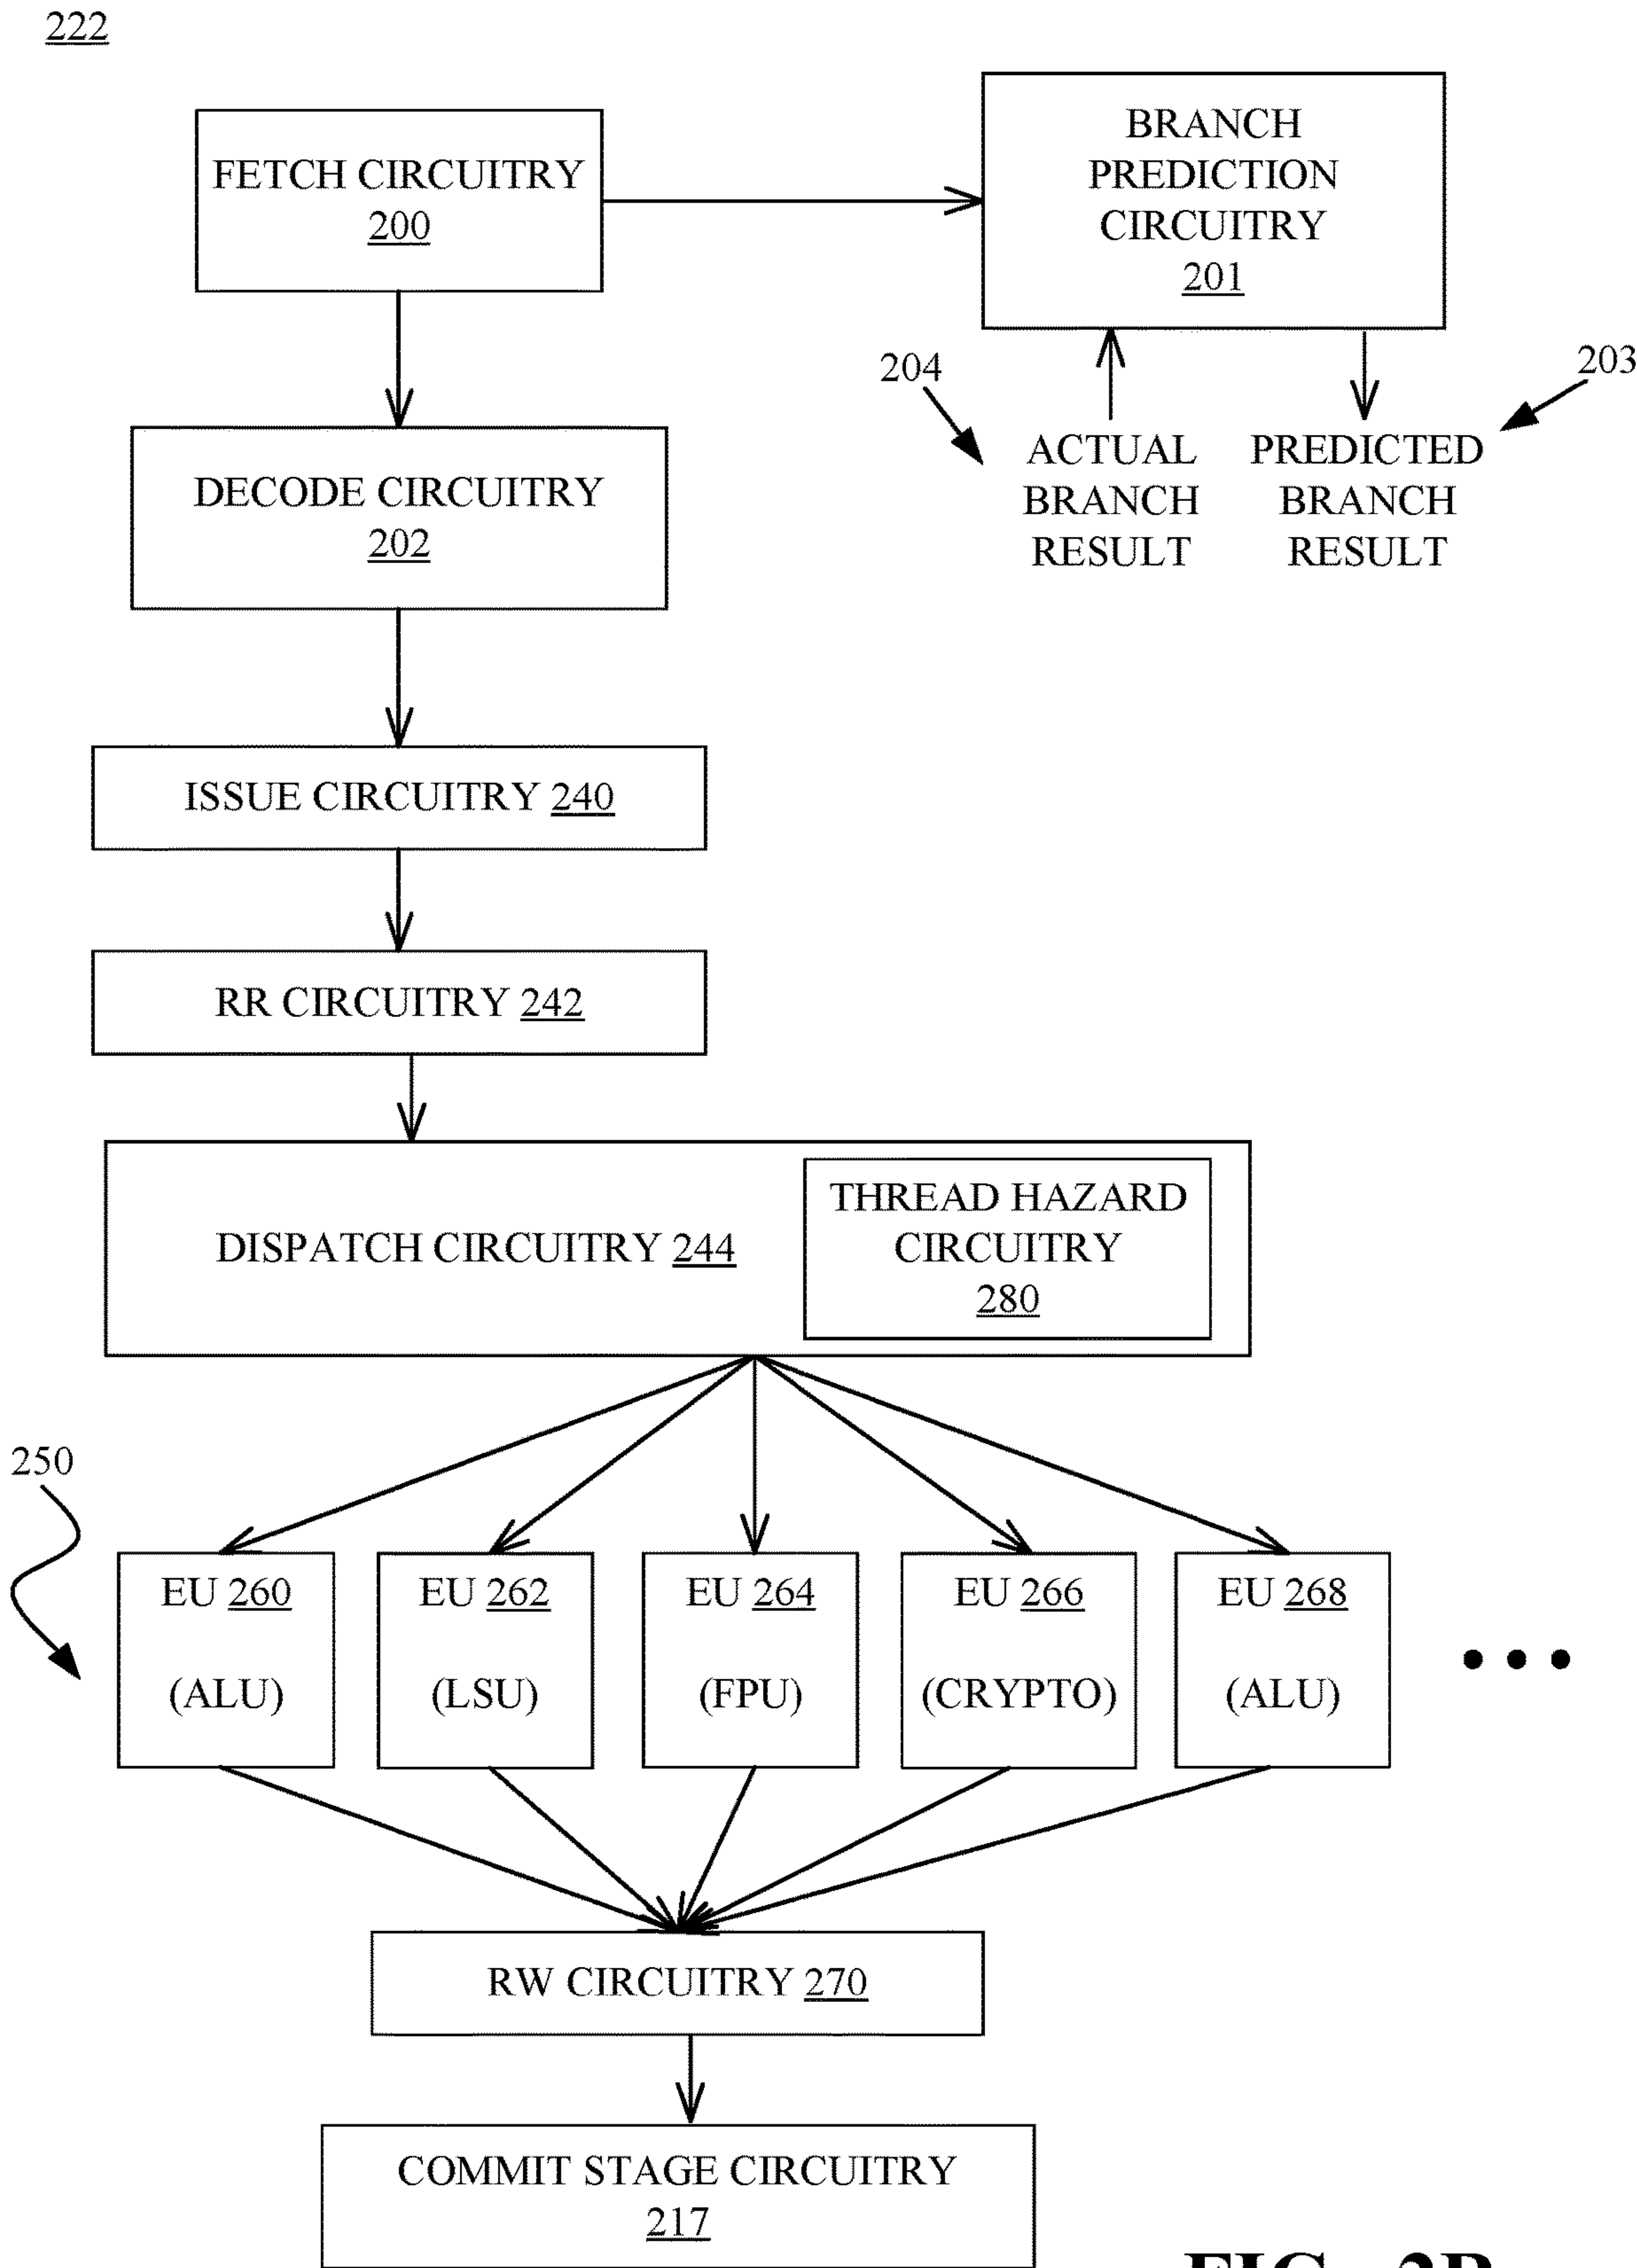 222
FETCH CIRCUITRY
200
BRANCH
PREDICTION
CIRCUITRY
201
204
203
ACTUAL
BRANCH
RESULT
PREDICTED
BRANCH
RESULT
DECODE CIRCUITRY
202
ISSUE CIRCUITRY 240
RR CIRCUITRY 242
DISPATCH CIRCUITRY 244
THREAD HAZARD
CIRCUITRY
280
250
EU 260
(ALU)
EU 262
(LSU)
EU 264
(FPU)
EU 266
(CRYPTO)
EU 268
(ALU)
RW CIRCUITRY 270
COMMIT STAGE CIRCUITRY
217